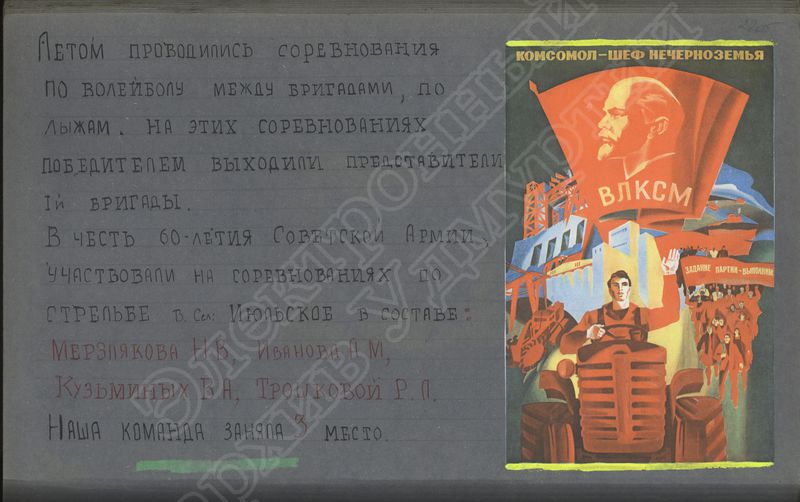 Летом проводились соревнования
по волейболу между бригадами, по
лыжам. На этих соревнованиях
победителем выходили представители
1й бригады.
В честь 60-летия Советской Армии,
участвовали на соревнованиях по
стрельбе в. сел: Июльское в составе:
Мерзлякова Н.В, Иванова А М,
Кузьминых В А, Трошковой Р. Л.
Наша команда заняла 3 место.
КОМСОМОЛ–ШЕФ НЕЧЕРНОЗЕМЬЯ
ВЛКСМ
ЗАДАНИЕ ПАРТИИ–ВЫПОЛНИМ